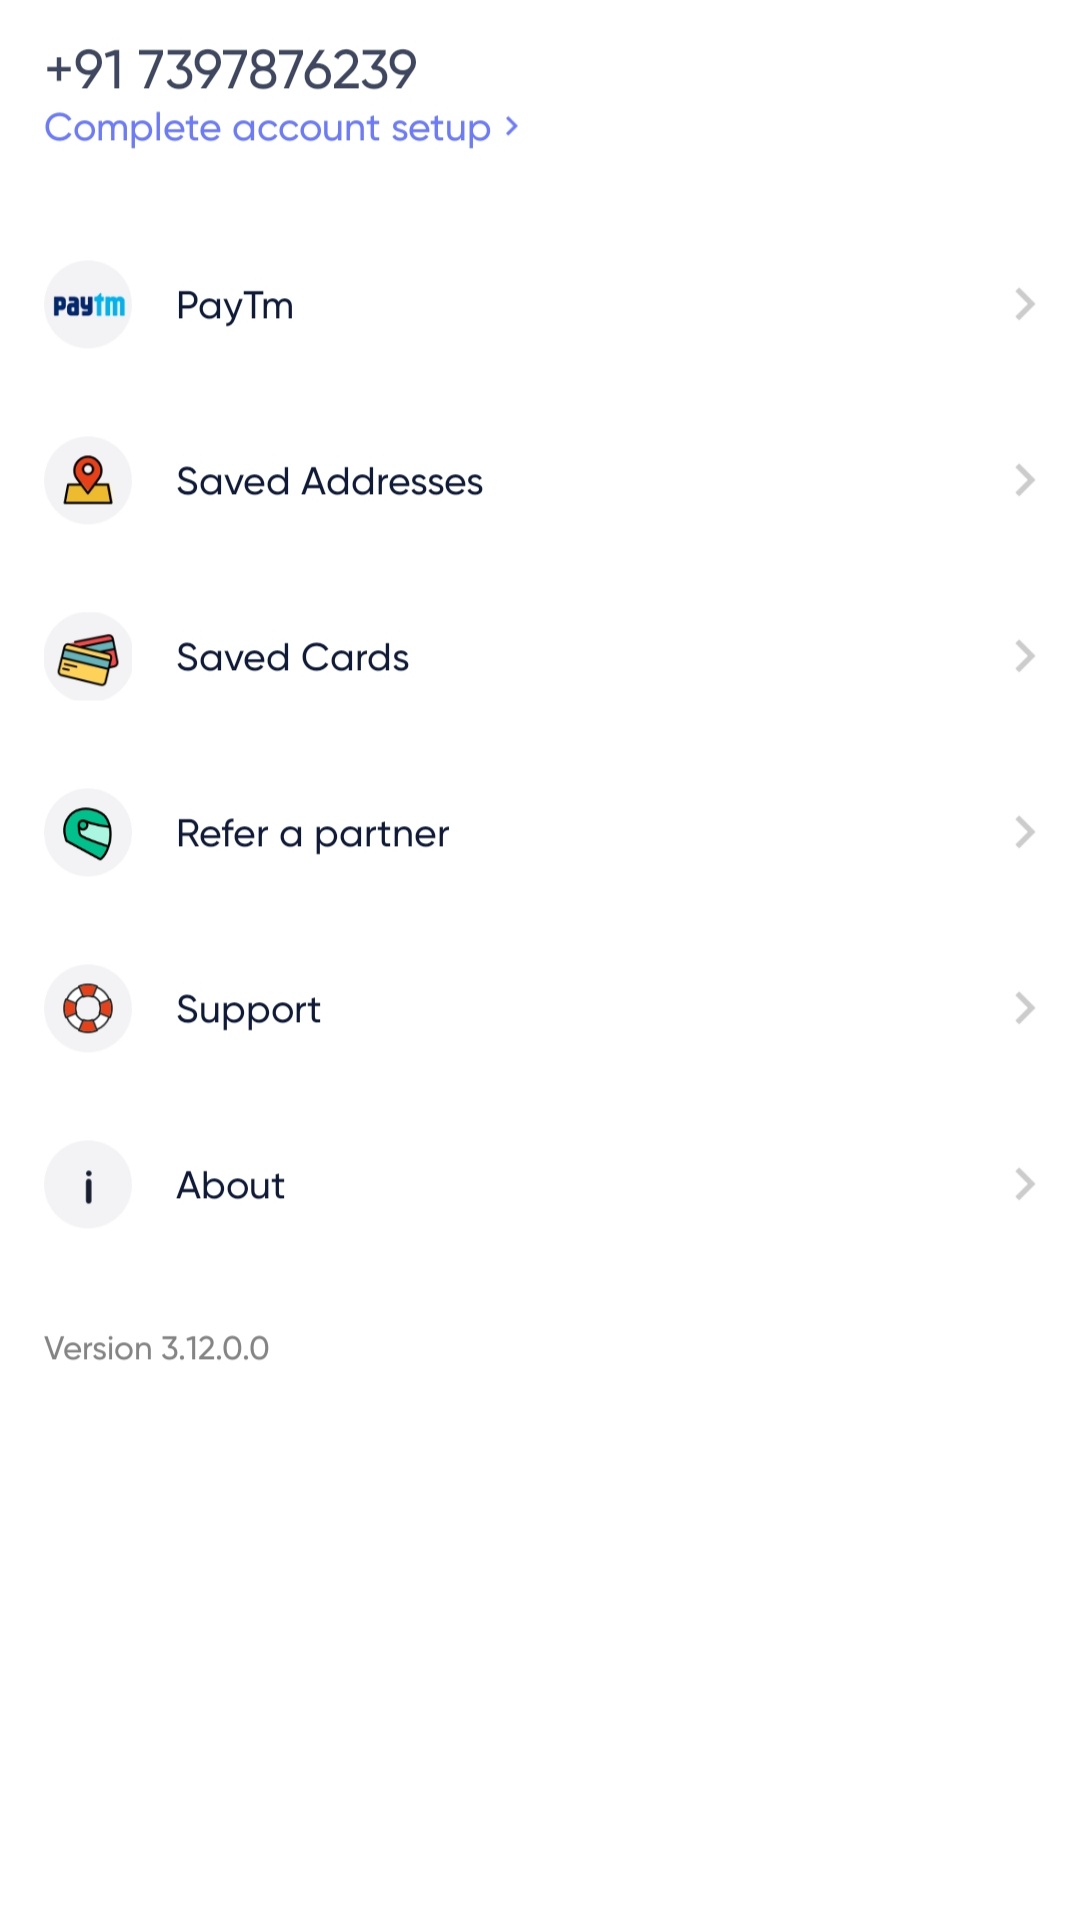 +91 7397876239
Complete account setup >
paytm PayTm
Saved Addresses
Saved Cards
Refer a partner
Support
i About
Version 3.12.0.0